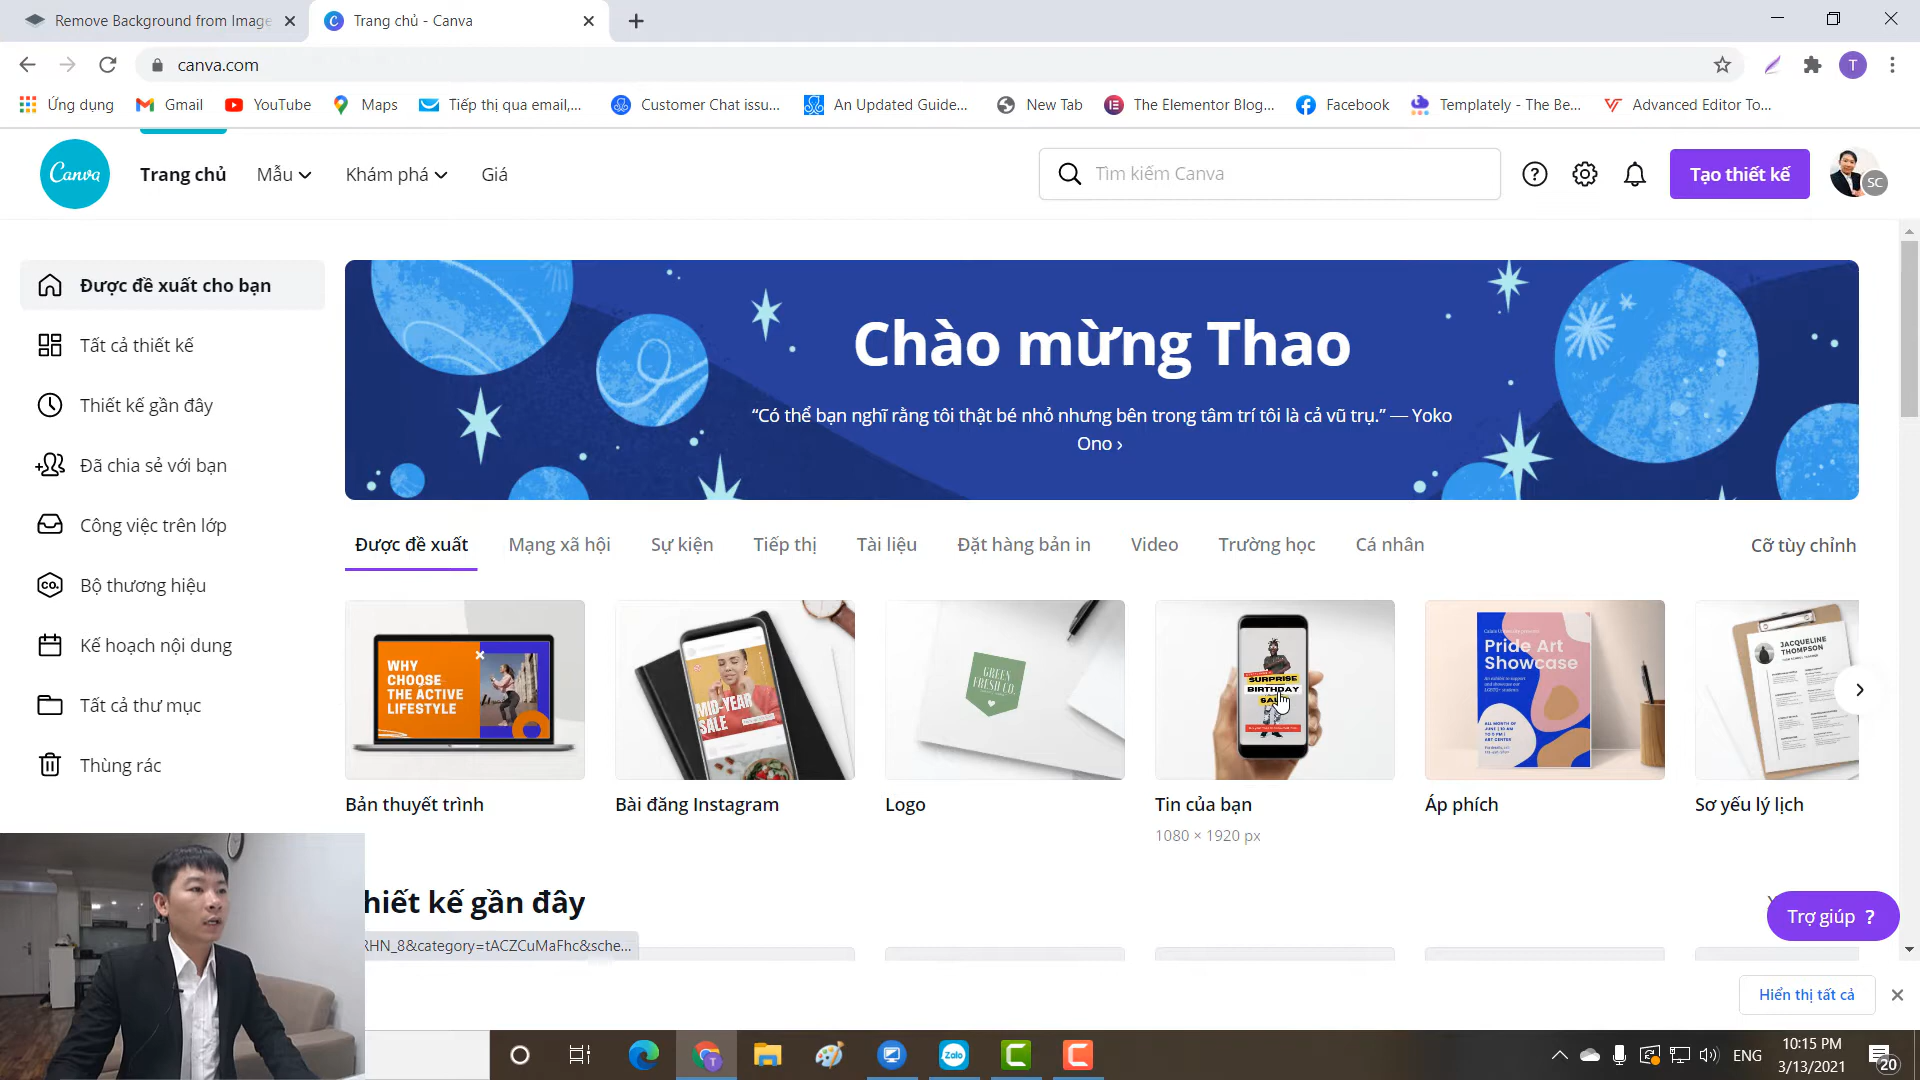 Remove Background from Image
Trang chủ - Canva
canva.com
T
Ứng dụng
Gmail
YouTube
Maps
Tiếp thị qua email,...
Customer Chat issu...
An Updated Guide...
New Tab
The Elementor Blog...
Facebook
Templately - The Be...
Advanced Editor To...
Canva
Trang chủ
Mẫu
Khám phá
Giá
Tìm kiếm Canva
Tạo thiết kế
SC
Được đề xuất cho bạn
Tất cả thiết kế
Thiết kế gần đây
Đã chia sẻ với bạn
CO.
Công việc trên lớp
Bộ thương hiệu
Kế hoạch nội dung
Tất cả thư mục
Thùng rác
Chào mừng Thao
“Có thể bạn nghĩ rằng tôi thật bé nhỏ nhưng bên trong tâm trí tôi là cả vũ trụ.” — Yoko
Ono ›
Được đề xuất
Mạng xã hội
Sự kiện
Tiếp thị
Tài liệu
Đặt hàng bản in
Video
Trường học
Cá nhân
Cỡ tùy chỉnh
WHY
CHOOSE
THE ACTIVE
LIFESTYLE
MID-YEAR
SALE
GREEN
FRESH CO.
SURPRISE
BIRTHDAY
Pride Art
Showcase
JACQUELINE
THOMPSON
Bản thuyết trình
Bài đăng Instagram
Logo
Tin của bạn
1080 × 1920 px
Áp phích
Sơ yếu lý lịch
hiết kế gần đây
Trợ giúp ?
RHN_8&category=tACZCuMaFhc&sche...
Hiển thị tất cả
Zalo
ENG
10:15 PM
3/13/2021
20